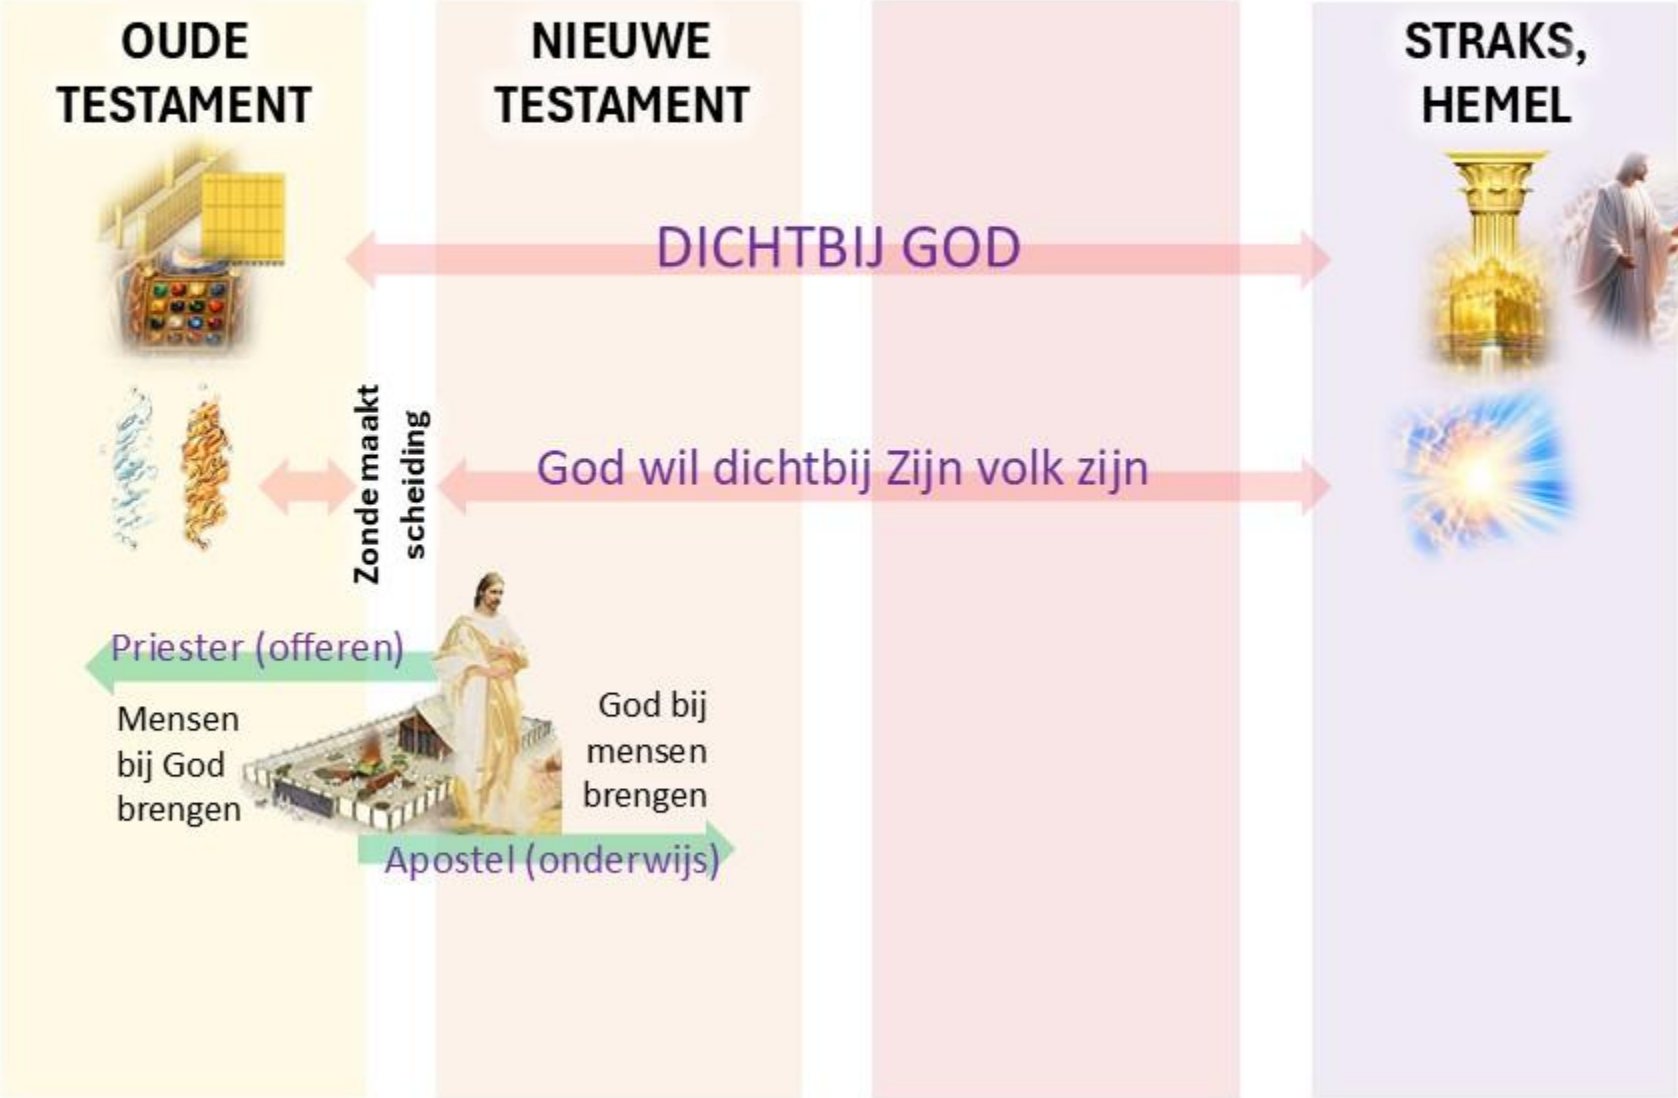 OUDE
TESTAMENT
NIEUWE
TESTAMENT
STRAKS,
HEMEL
DICHTBIJ GOD
Zonde maakt
scheiding
God wil dichtbij Zijn volk zijn
Priester (offeren)
Mensen
bij God
brengen
God bij
mensen
brengen
Apostel (onderwijs)